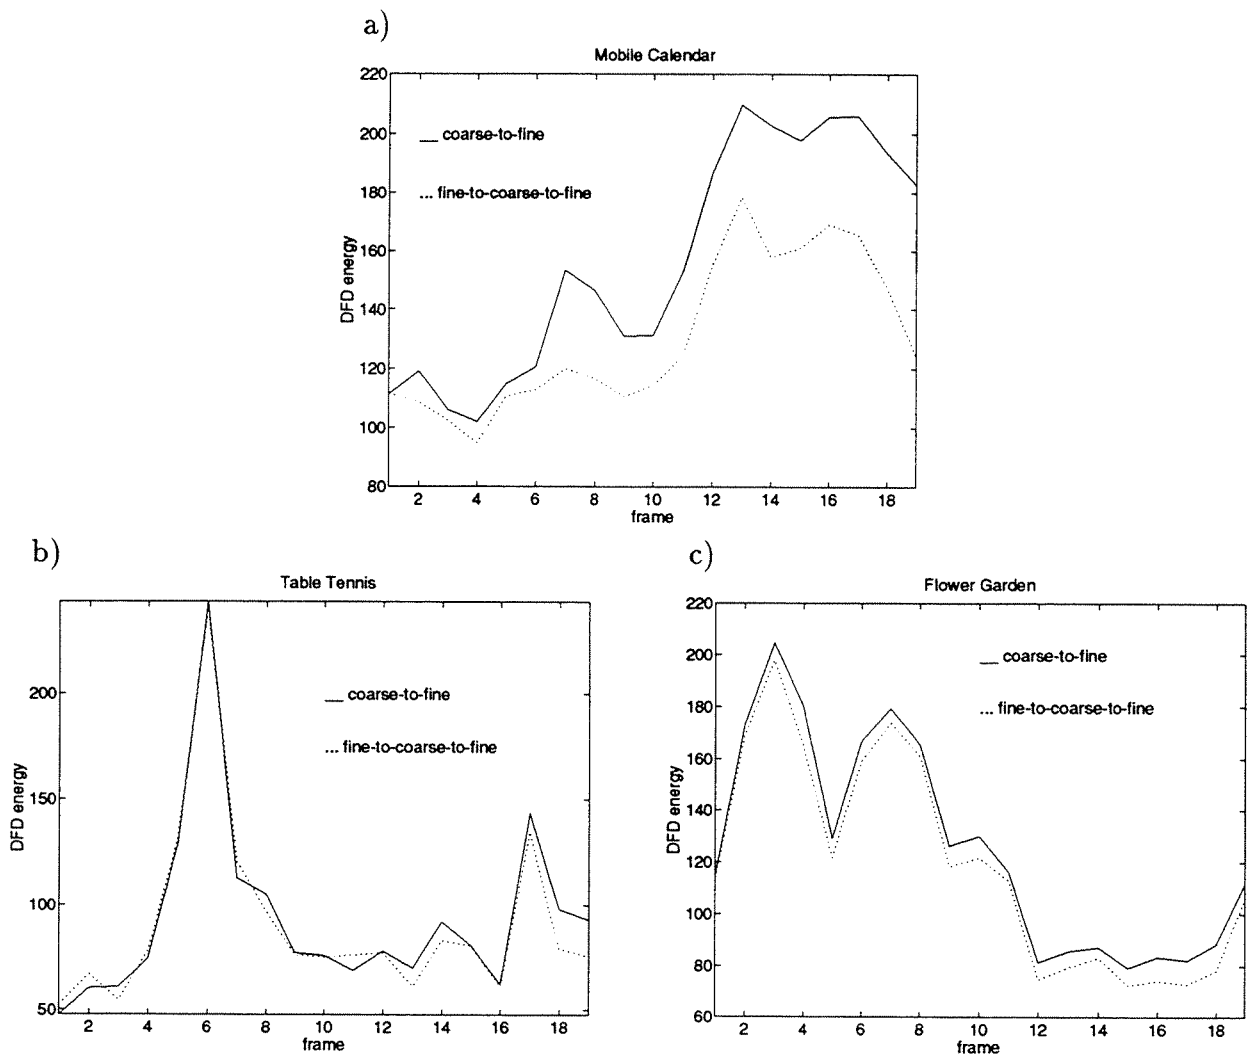 a)
Mobile Calendar
220
200
180
160
140
120
100
80
DFD energy
coarse-to-fine
... fine-to-coarse-to-fine
2 4 6 8 10 12 14 16 18
frame
b)
Table Tennis
200
150
100
50
DFD energy
coarse-to-fine
... fine-to-coarse-to-fine
2 4 6 8 10 12 14 16 18
frame
c)
Flower Garden
220
200
180
160
140
120
100
80
60
DFD energy
coarse-to-fine
... fine-to-coarse-to-fine
2 4 6 8 10 12 14 16 18
frame